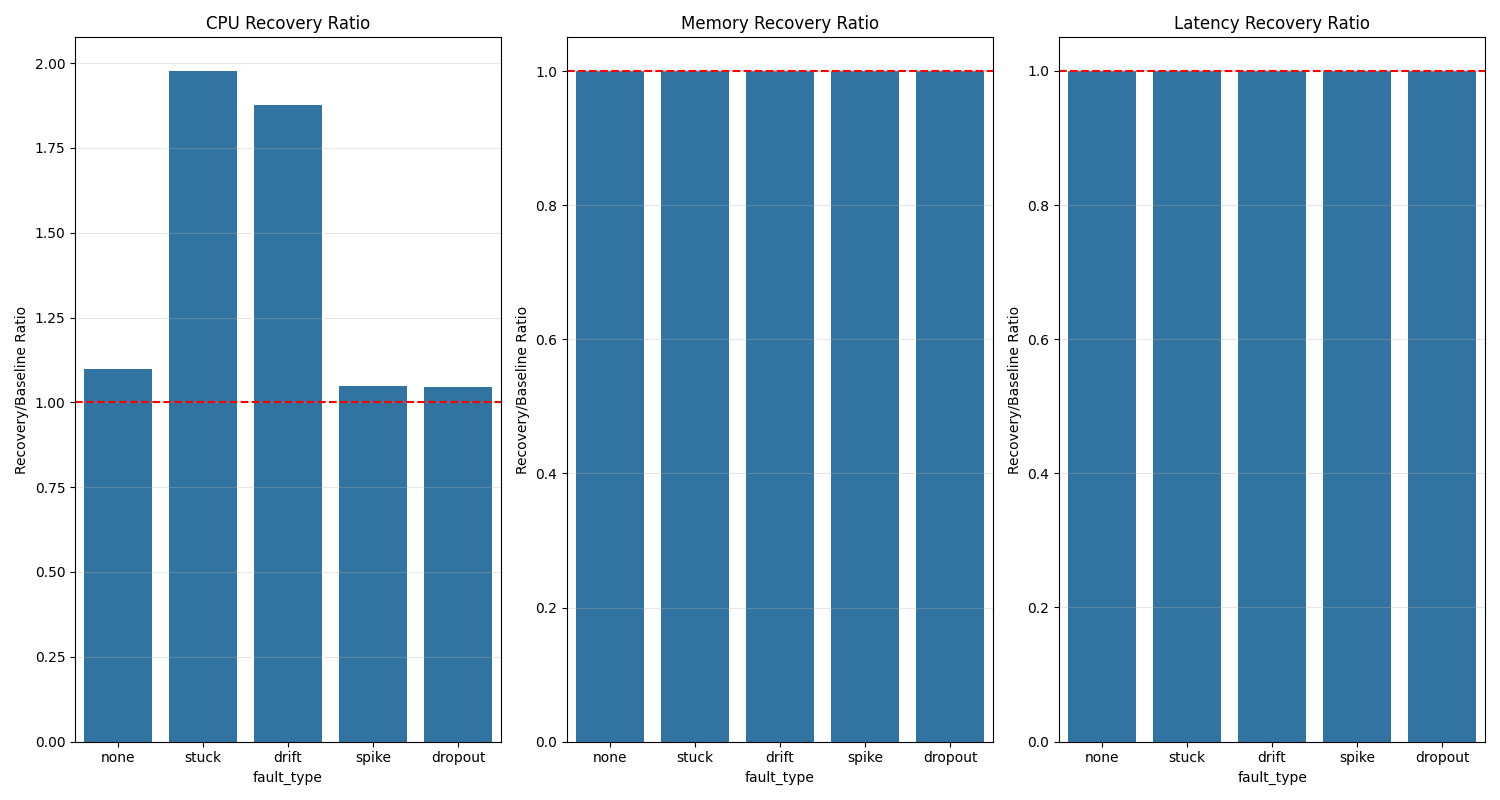 CPU Recovery Ratio
Recovery/Baseline Ratio
2.00
1.75
1.50
1.25
1.00
0.75
0.50
0.25
0.00
none stuck drift spike dropout
fault_type
Memory Recovery Ratio
Recovery/Baseline Ratio
1.0
0.8
0.6
0.4
0.2
0.0
none stuck drift spike dropout
fault_type
Latency Recovery Ratio
Recovery/Baseline Ratio
1.0
0.8
0.6
0.4
0.2
0.0
none stuck drift spike dropout
fault_type